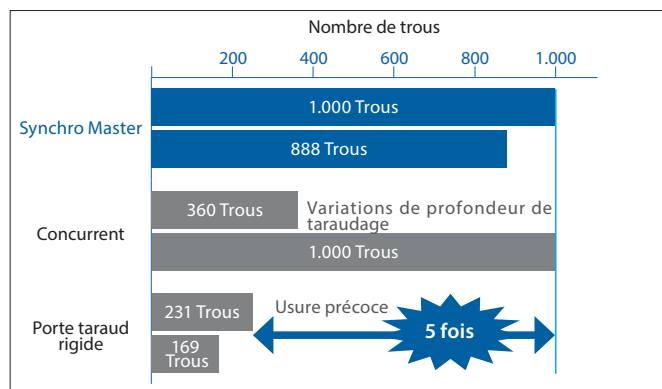 Nombre de trous
200 400 600 800 1.000
Synchro Master
1.000 Trous
888 Trous
Concurrent
360 Trous
Variations de profondeur de
taraudage
1.000 Trous
Porte taraud
rigide
231 Trous
Usure précoce
169
Trous
5 fois